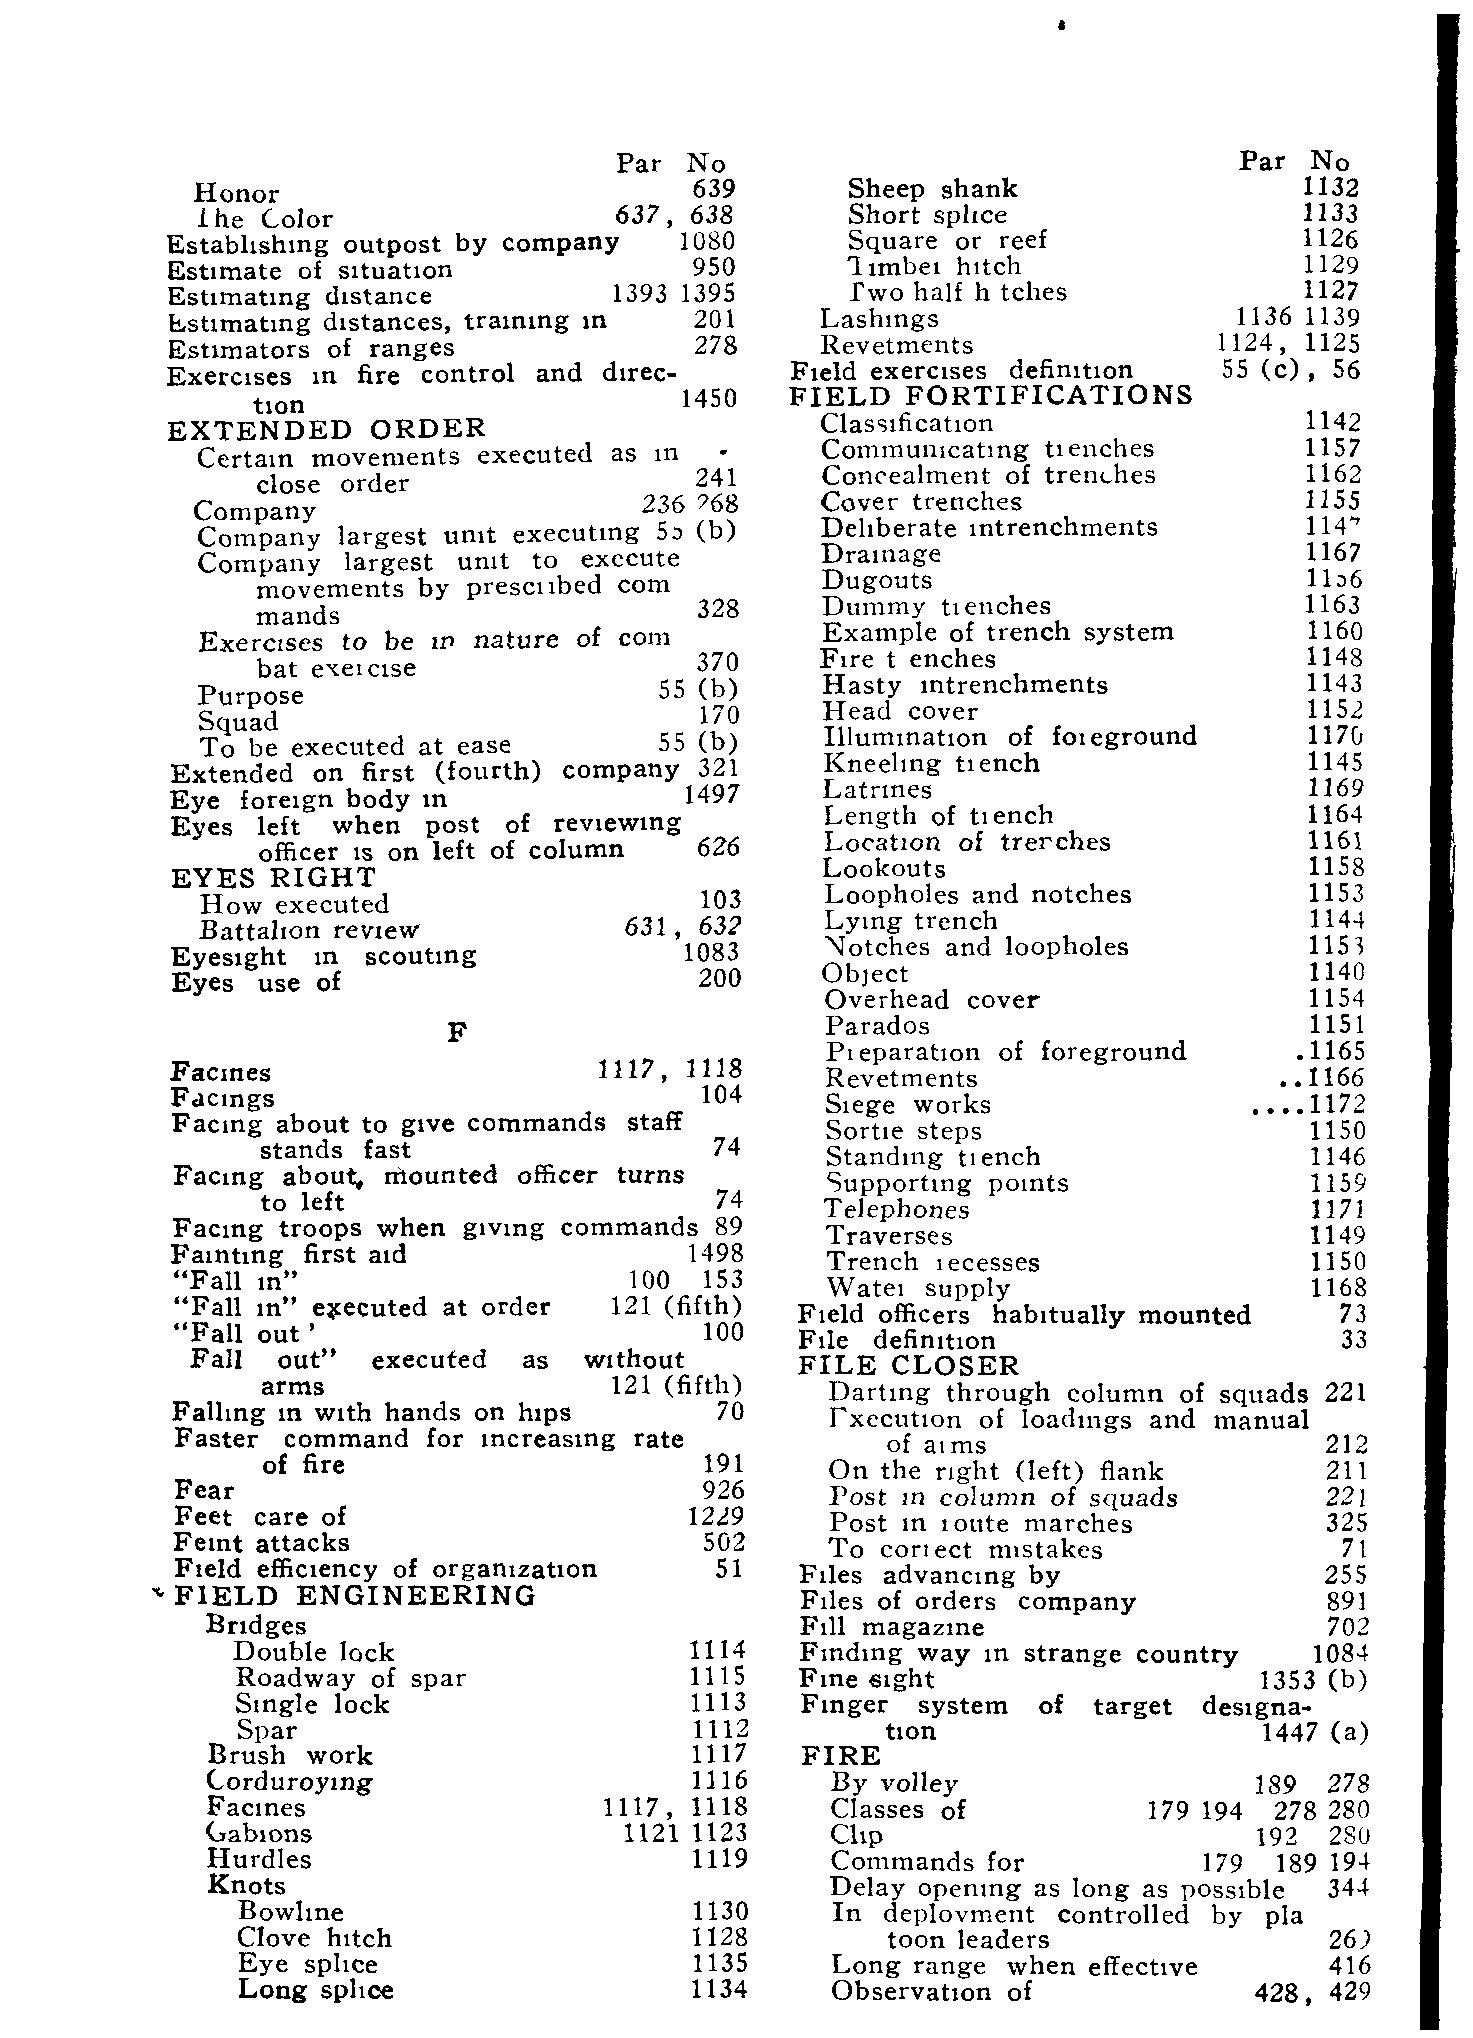 Par No
Honor 639
The Color 637, 638
Establishing outpost by company 1080
Estimate of situation 950
Estimating distance 1393 1395
Estimating distances, training in 201
Estimators of ranges 278
Exercises in fire control and direc-
tion 1450
EXTENDED ORDER
Certain movements executed as in
close order 241
Company 236 268
Company largest unit executing 55 (b)
Company largest unit to execute
movements by prescribed com
mands 328
Exercises to be in nature of com
bat exercise 370
Purpose 55 (b)
Squad 170
To be executed at ease 55 (b)
Extended on first (fourth) company 321
Eye foreign body in 1497
Eyes left when post of reviewing
officer is on left of column 626
EYES RIGHT
How executed 103
Battalion review 631, 632
Eyesight in scouting 1083
Eyes use of 200
F
Facines 1117, 1118
Facings 104
Facing about to give commands staff
stands fast 74
Facing about, mounted officer turns
to left 74
Facing troops when giving commands 89
Fainting first aid 1498
"Fall in" 100 153
"Fall in" executed at order 121 (fifth)
"Fall out' 100
Fall out" executed as without
arms 121 (fifth)
Falling in with hands on hips 70
Faster command for increasing rate
of fire 191
Fear 926
Feet care of 1229
Feint attacks 502
Field efficiency of organization 51
FIELD ENGINEERING
Bridges
Double lock 1114
Roadway of spar 1115
Single lock 1113
Spar 1112
Brush work 1117
Corduroying 1116
Facines 1117, 1118
Gabions 1121 1123
Hurdles 1119
Knots
Bowline 1130
Clove hitch 1128
Eye splice 1135
Long splice 1134
Par No
Sheep shank 1132
Short splice 1133
Square or reef 1126
Timber hitch 1129
Two half hitches 1127
Lashings 1136 1139
Revetments 1124, 1125
Field exercises definition 55 (c), 56
FIELD FORTIFICATIONS
Classification 1142
Communicating trenches 1157
Concealment of trenches 1162
Cover trenches 1155
Deliberate intrenchments 1147
Drainage 1167
Dugouts 1156
Dummy trenches 1163
Example of trench system 1160
Fire trenches 1148
Hasty intrenchments 1143
Head cover 1152
Illumination of foreground 1170
Kneeling trench 1145
Latrines 1169
Length of trench 1164
Location of trenches 1161
Lookouts 1158
Loopholes and notches 1153
Lying trench 1144
Notches and loopholes 1153
Object 1140
Overhead cover 1154
Parados 1151
Preparation of foreground .1165
Revetments ..1166
Siege works ....1172
Sortie steps 1150
Standing trench 1146
Supporting points 1159
Telephones 1171
Traverses 1149
Trench recesses 1150
Water supply 1168
Field officers habitually mounted 73
File definition 33
FILE CLOSER
Darting through column of squads 221
Execution of loadings and manual
of arms 212
On the right (left) flank 211
Post in column of squads 221
Post in route marches 325
To correct mistakes 71
Files advancing by 255
Files of orders company 891
Fill magazine 702
Finding way in strange country 1084
Fine sight 1353 (b)
Finger system of target designa-
tion 1447 (a)
FIRE
By volley 189 278
Classes of 179 194 278 280
Clip 192 280
Commands for 179 189 194
Delay opening as long as possible 344
In deployment controlled by pla
toon leaders
Long range when effective 416
Observation of 428, 429